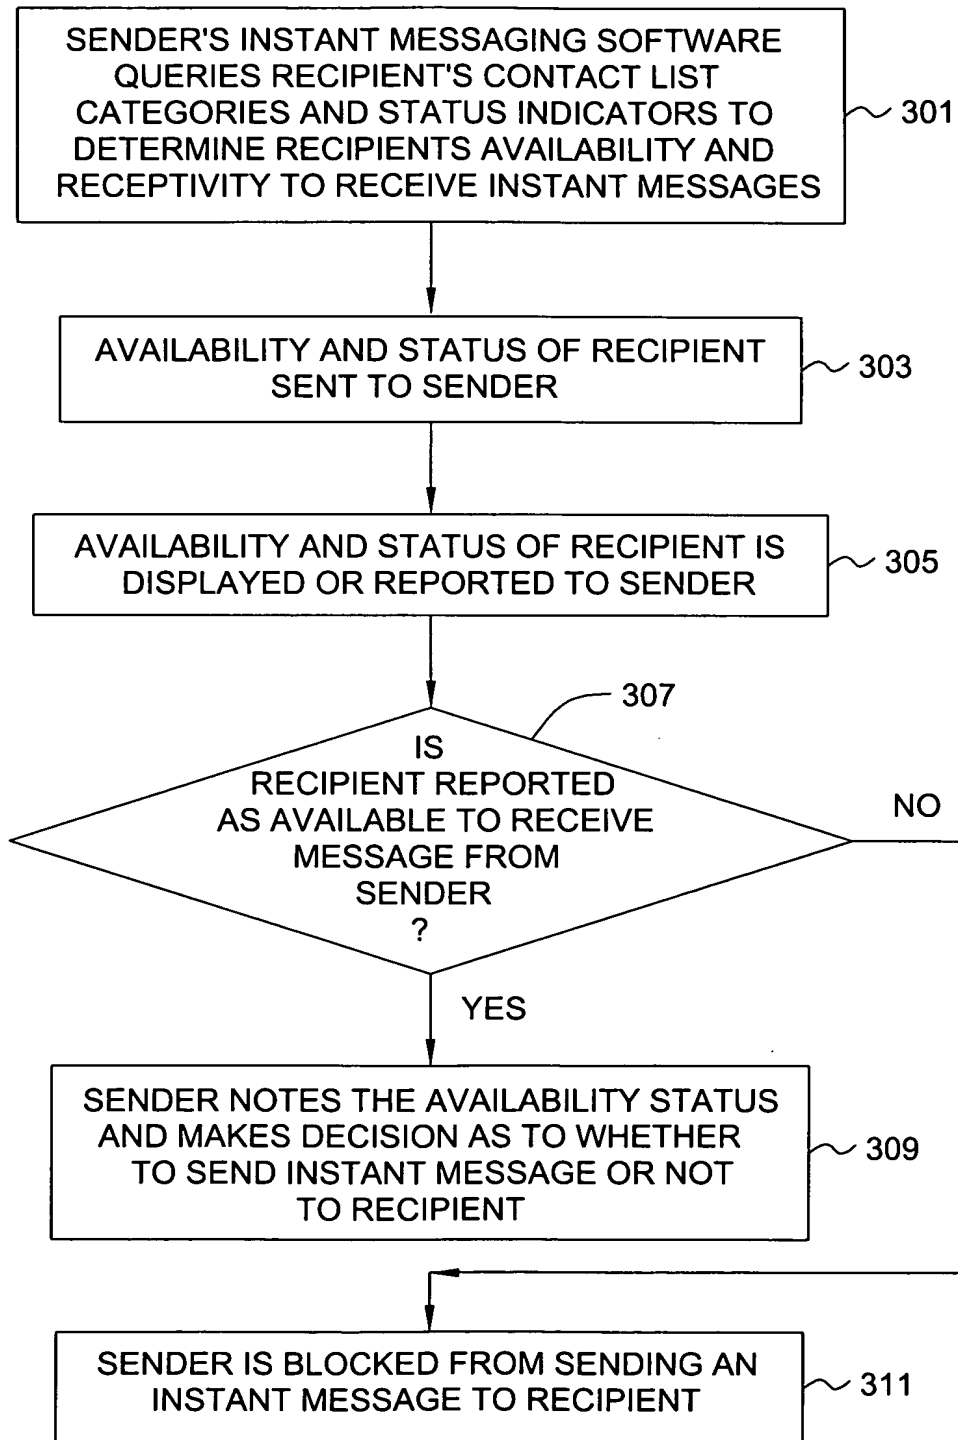 SENDER'S INSTANT MESSAGING SOFTWARE
QUERIES RECIPIENT'S CONTACT LIST
CATEGORIES AND STATUS INDICATORS TO
DETERMINE RECIPIENTS AVAILABILITY AND
RECEPTIVITY TO RECEIVE INSTANT MESSAGES
301
AVAILABILITY AND STATUS OF RECIPIENT
SENT TO SENDER
303
AVAILABILITY AND STATUS OF RECIPIENT IS
DISPLAYED OR REPORTED TO SENDER
305
307
IS
RECIPIENT REPORTED
AS AVAILABLE TO RECEIVE
MESSAGE FROM
SENDER
?
NO
YES
SENDER NOTES THE AVAILABILITY STATUS
AND MAKES DECISION AS TO WHETHER
TO SEND INSTANT MESSAGE OR NOT
TO RECIPIENT
309
SENDER IS BLOCKED FROM SENDING AN
INSTANT MESSAGE TO RECIPIENT
311